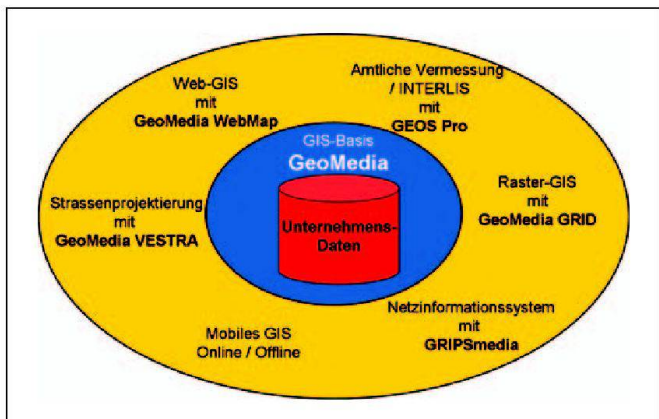 Web-GIS
mit
GeoMedia WebMap
Amtliche Vermessung
/ INTERLIS
mit
GEOS Pro
GIS-Basis
GeoMedia
Strassenprojektierung
mit
GeoMedia VESTRA
Unternehmens-
Daten
Raster-GIS
mit
GeoMedia GRID
Mobiles GIS
Online / Offline
Netzinformationssystem
mit
GRIPSmedia